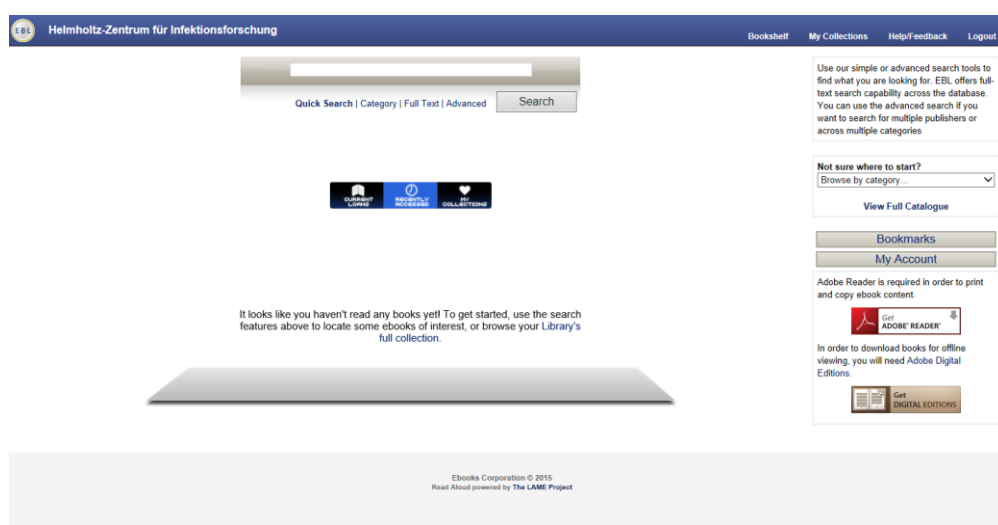 EBL
Helmholtz-Zentrum für Infektionsforschung
Bookshelf My Collections Help/Feedback Logout
Quick Search | Category | Full Text | Advanced
Search
CURRENT LOANS
RECENTLY ACCESSED
MY COLLECTIONS
It looks like you haven't read any books yet! To get started, use the search
features above to locate some ebooks of interest, or browse your Library's
full collection.
Use our simple or advanced search tools to
find what you are looking for. EBL offers full-
text search capability across the database.
You can use the advanced search if you
want to search for multiple publishers or
across multiple categories
Not sure where to start?
Browse by category...
View Full Catalogue
Bookmarks
My Account
Adobe Reader is required in order to print
and copy ebook content.
Get
ADOBE® READER®
In order to download books for offline
viewing, you will need Adobe Digital
Editions.
Get
DIGITAL EDITIONS
Ebooks Corporation © 2015
Read Aloud powered by The LAME Project